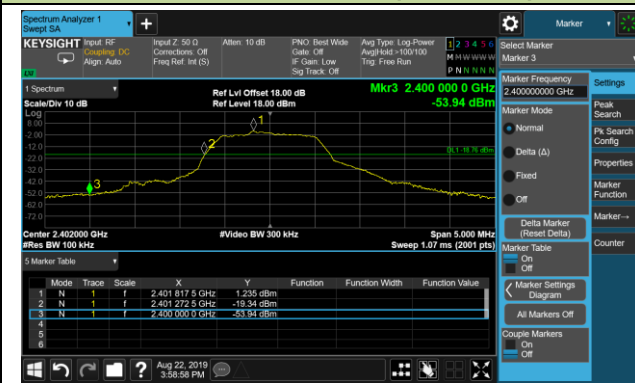 Spectrum Analyzer 1
Swept SA
+
Marker
KEYSIGHT
Input: RF
Coupling: DC
Align: Auto
Input Z: 50 Ω
Corrections: Off
Freq Ref: Int (S)
Atten: 10 dB
PNO: Best Wide
Gate: Off
IF Gain: Low
Sig Track: Off
Avg Type: Log-Power
Avg|Hold >100/100
Trig: Free Run
1 2 3 4 5 6
M W W W W W
P N N N N N
Select Marker
Marker 3
Marker Frequency
2.400000000 GHz
Settings
Marker Mode
Normal
Delta (Δ)
Fixed
Off
Peak
Search
Pk Search
Config
Properties
Marker
Function
Marker→
Counter
Delta Marker
(Reset Delta)
Marker Table
On
Off
Marker Settings
Diagram
All Markers Off
Couple Markers
On
Off
1 Spectrum
Scale/Div 10 dB
Log
Ref Lvl Offset 18.00 dB
Ref Level 18.00 dBm
Mkr3 2.400 000 0 GHz
-53.94 dBm
8.00
-2.00
-12.0
-22.0
-32.0
-42.0
-52.0
-62.0
-72.0
1
2
3
DL1 -18.76 dBm
Center 2.402000 GHz
#Res BW 100 kHz
#Video BW 300 kHz
Span 5.000 MHz
Sweep 1.07 ms (2001 pts)
5 Marker Table
Mode Trace Scale X Y Function Function Width Function Value
1 N 1 f 2.401 817 5 GHz 1.235 dBm
2 N 1 f 2.401 272 5 GHz -19.34 dBm
3 N 1 f 2.400 000 0 GHz -53.94 dBm
4
5
6
?
Aug 22, 2019
3:58:58 PM